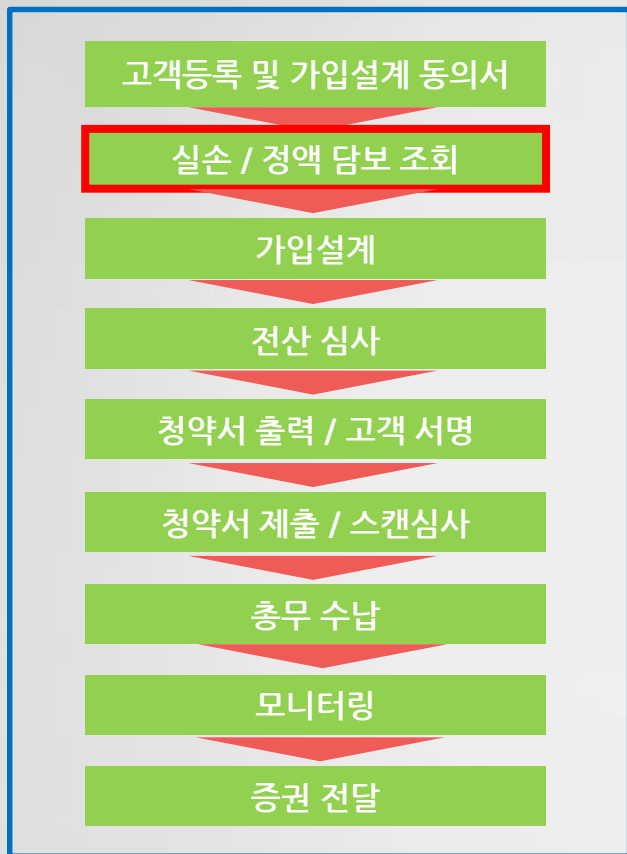 고객등록 및 가입설계 동의서
실손 / 정액 담보 조회
가입설계
전산 심사
청약서 출력 / 고객 서명
청약서 제출 / 스캔심사
총무 수납
모니터링
증권 전달